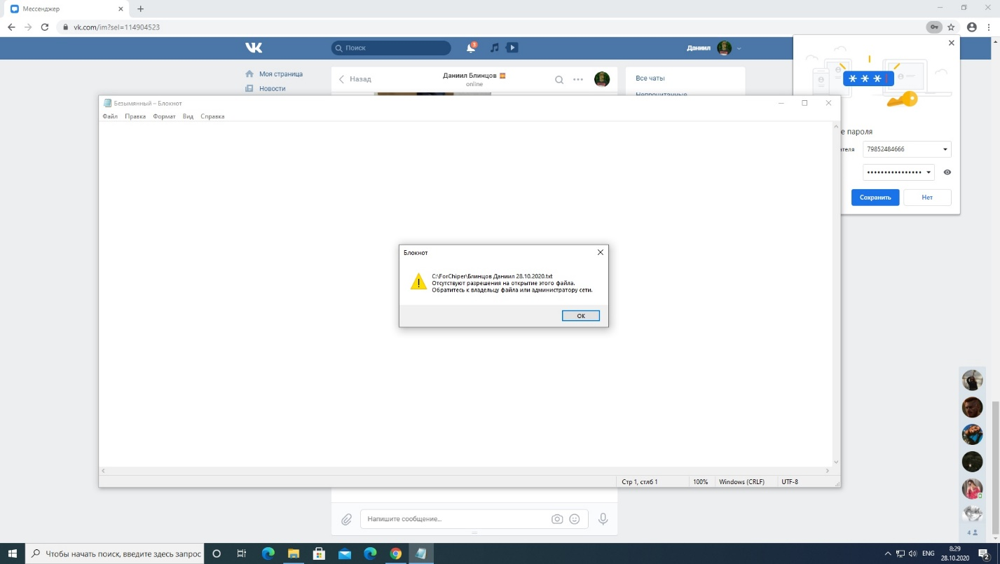 Мессенджер
vk.com/im?sel=114904523
Поиск
3
Даниил
Моя страница
Новости
Назад
Даниил Блинцов
online
Все чаты
Непрочитанные
***!
е пароля
ателя
79852484666
••••••••••••••••
Сохранить
Нет
Безымянный – Блокнот
Файл Правка Формат Вид Справка
Блокнот
C:\ForChiper\Блинцов Даниил 28.10.2020.txt
Отсутствуют разрешения на открытие этого файла.
Обратитесь к владельцу файла или администратору сети.
OK
Стр 1, стлб 1 100% Windows (CRLF) UTF-8
Напишите сообщение...
4
Чтобы начать поиск, введите здесь запрос
ENG
8:29
28.10.2020
2